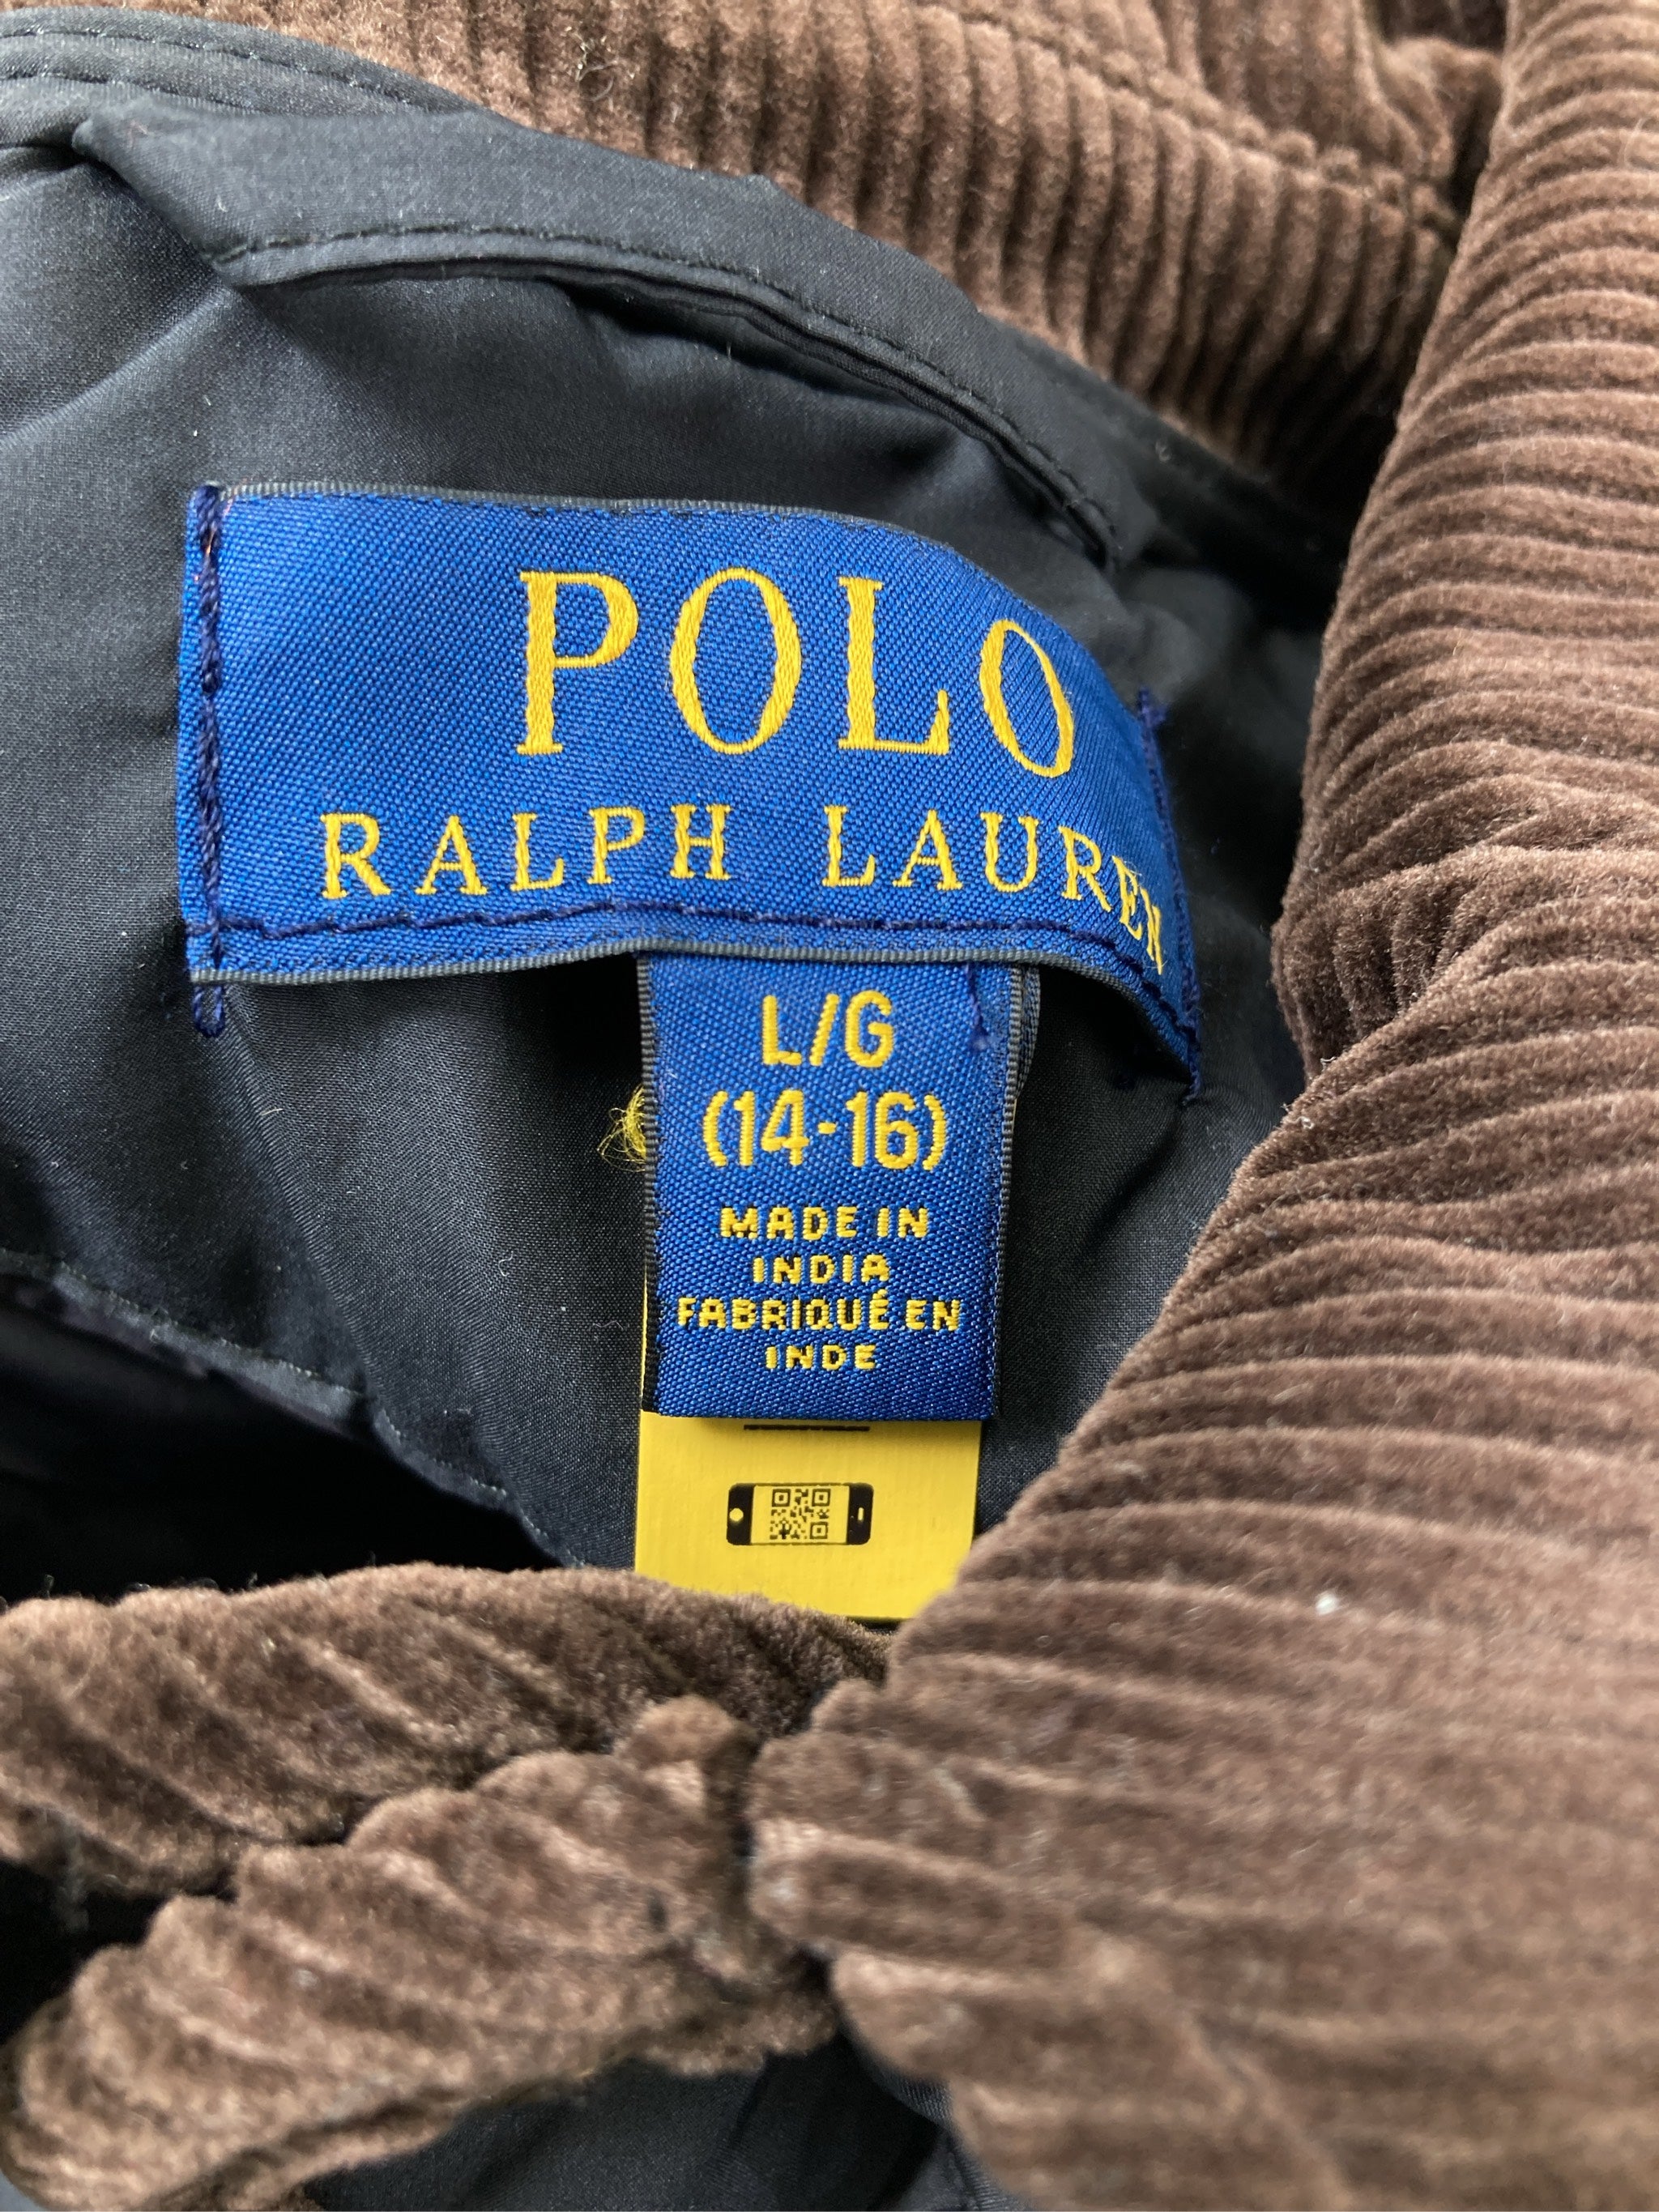 POLO
RALPH LAUREN
L/G
(14-16)
MADE IN
INDIA
FABRIQUÉ EN
INDE